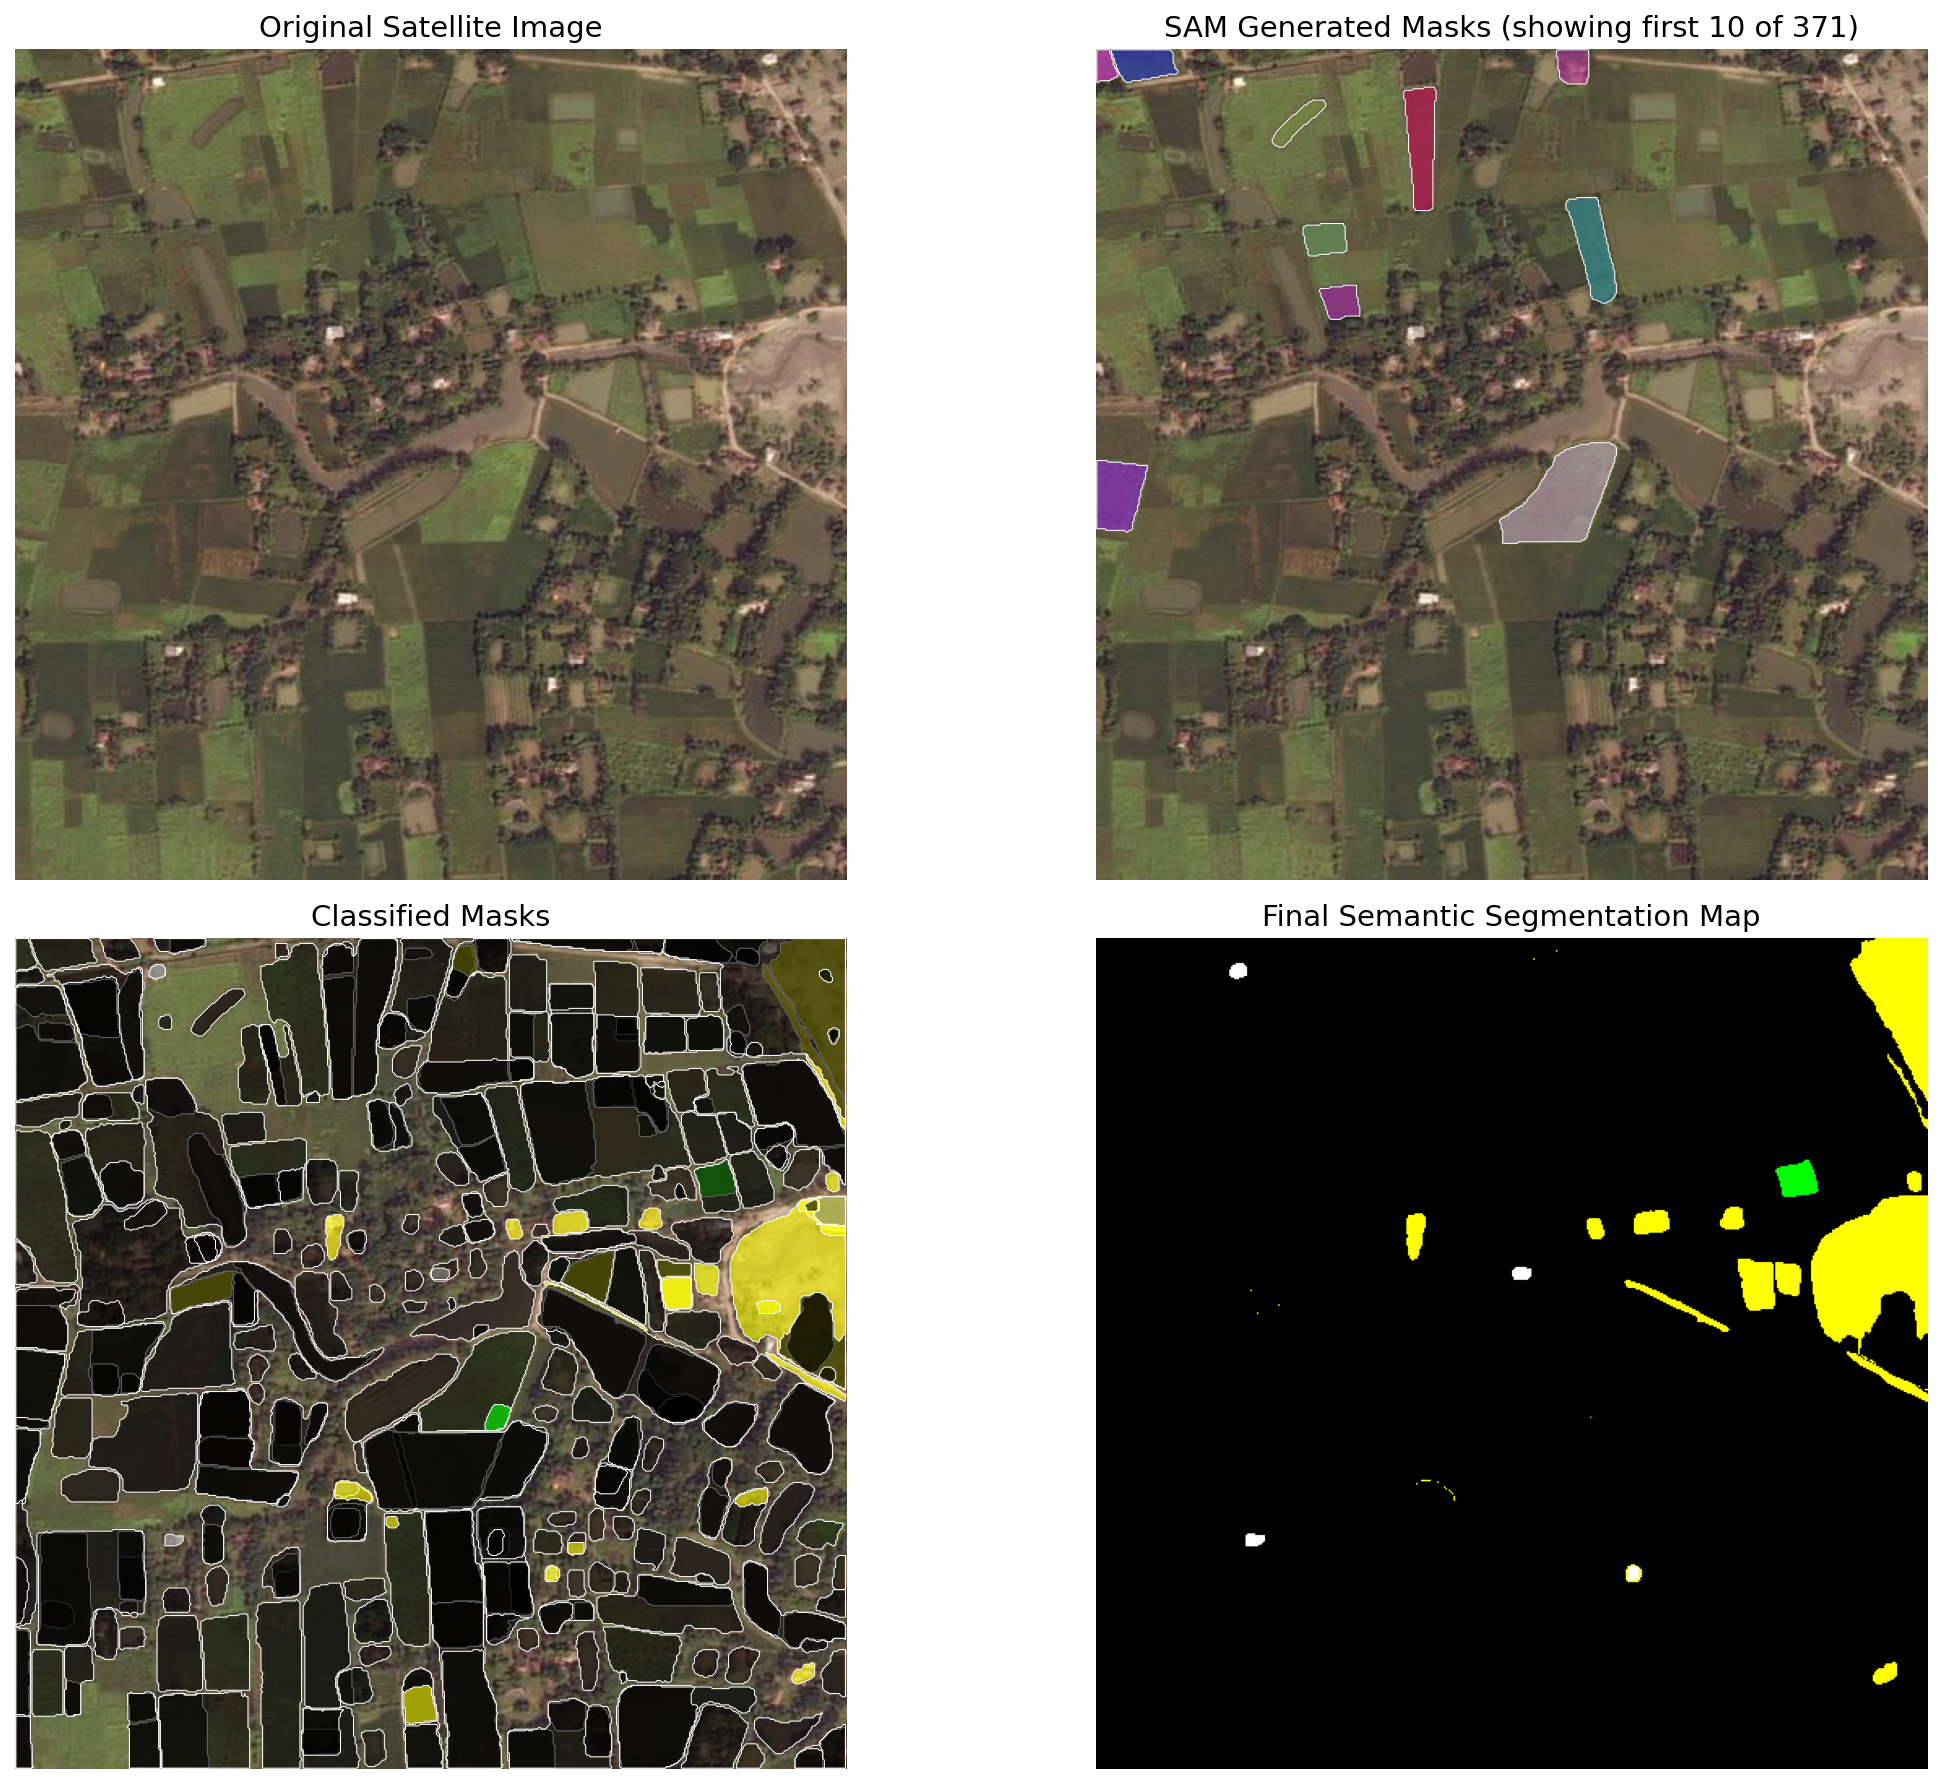 Original Satellite Image
SAM Generated Masks (showing first 10 of 371)
Classified Masks
Final Semantic Segmentation Map